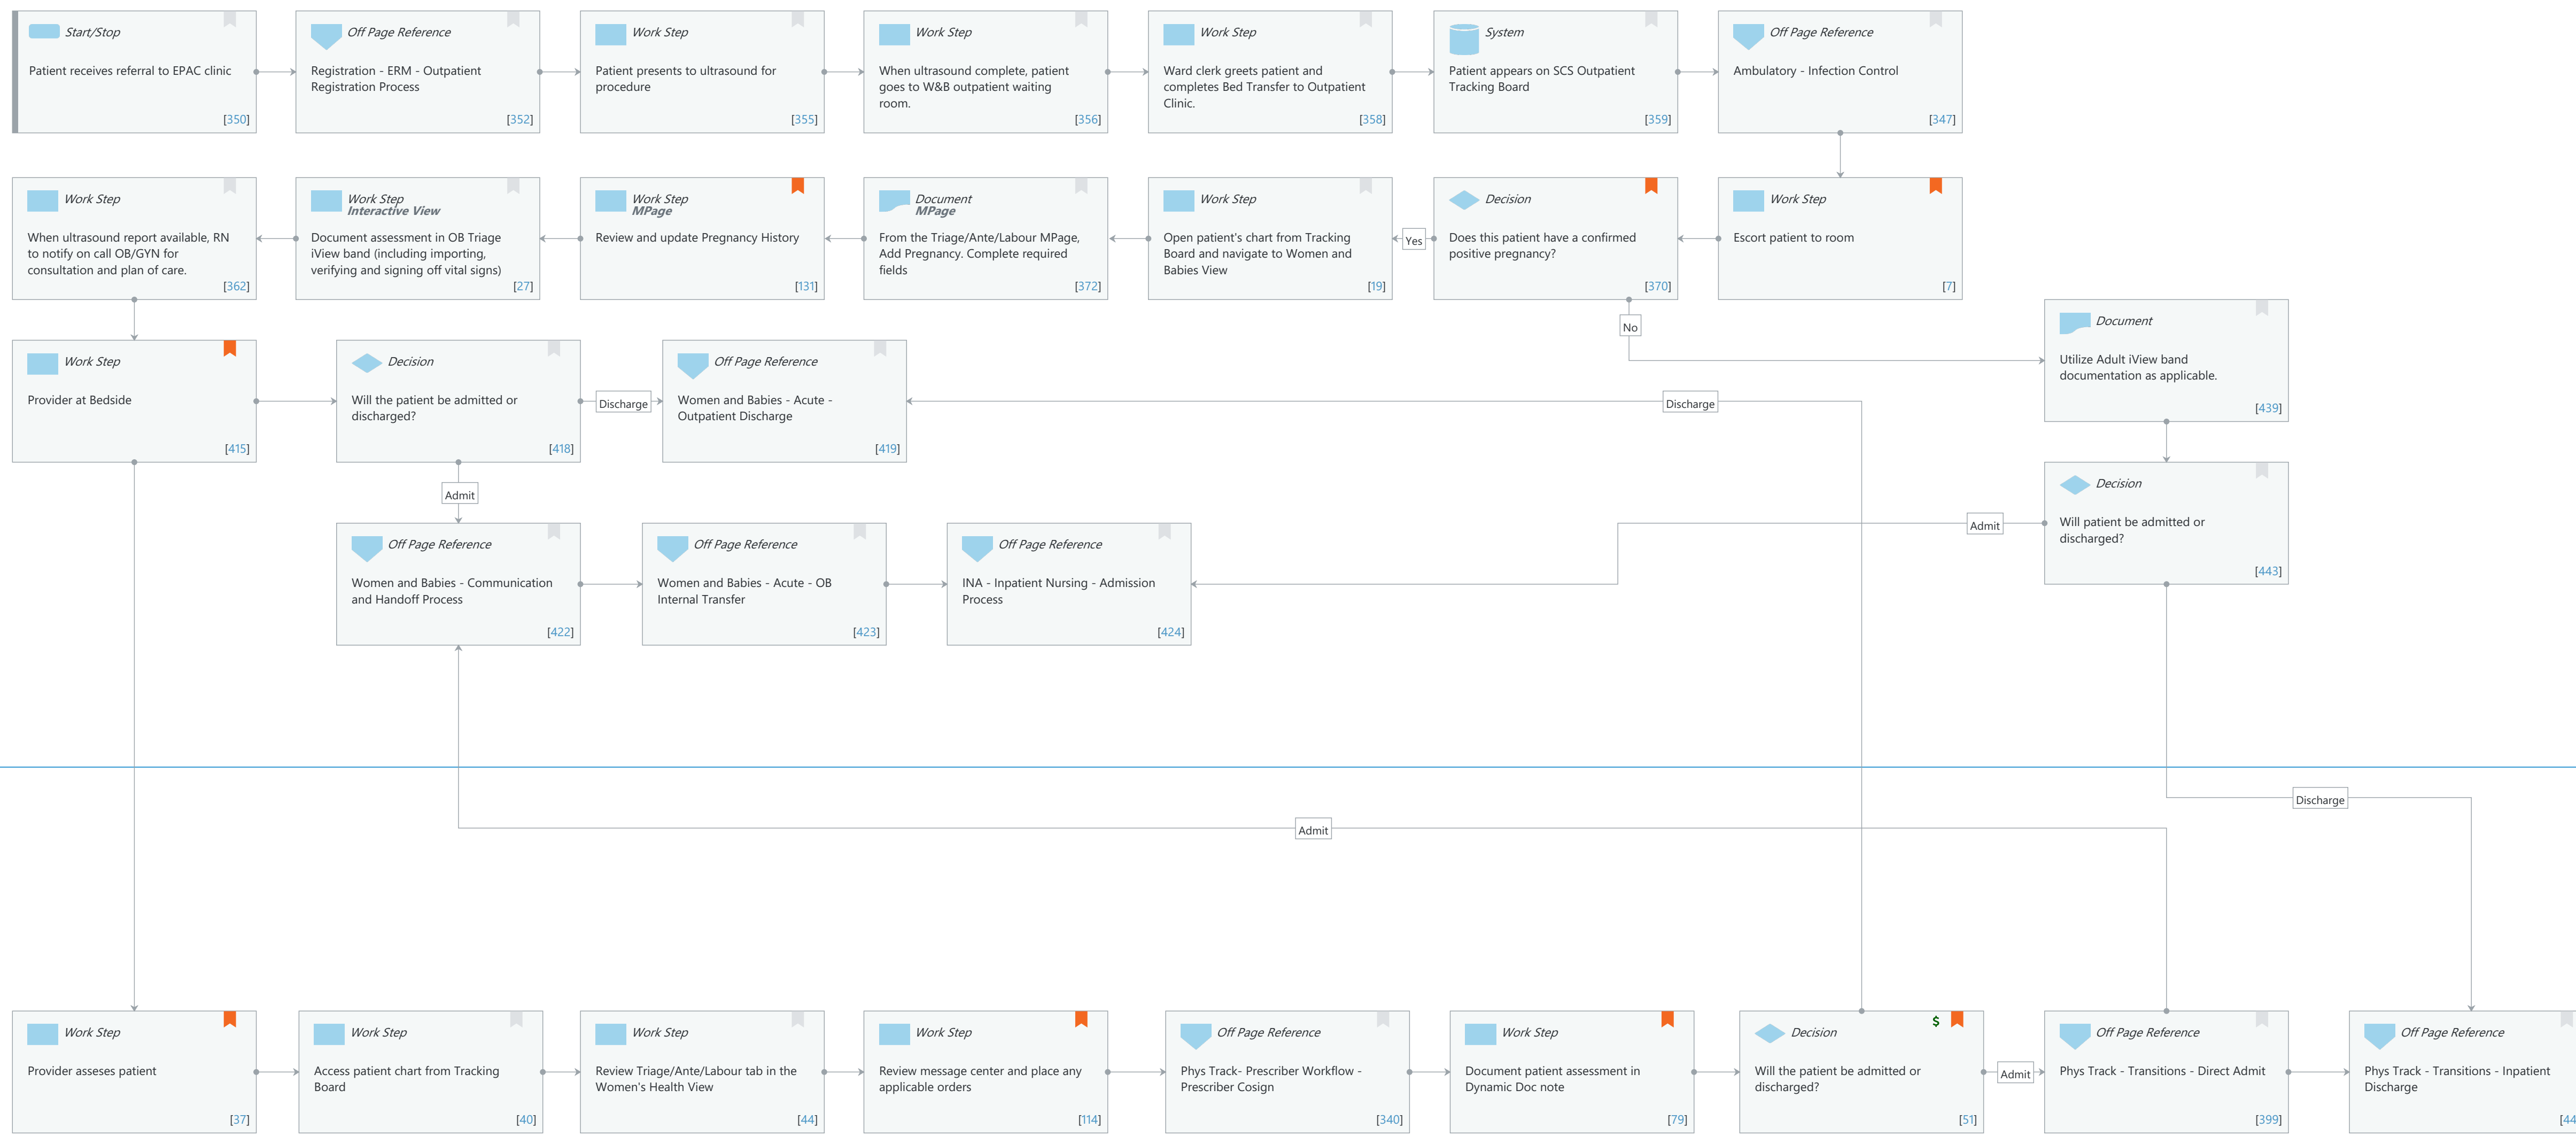 Start/Stop
Patient receives referral to EPAC clinic
[350]
Off Page Reference
Registration - ERM - Outpatient
Registration Process
[352]
Work Step
Patient presents to ultrasound for
procedure
[355]
Work Step
When ultrasound complete, patient
goes to W&B outpatient waiting
room.
[356]
Work Step
Ward clerk greets patient and
completes Bed Transfer to Outpatient
Clinic.
[358]
System
Patient appears on SCS Outpatient
Tracking Board
[359]
Off Page Reference
Ambulatory - Infection Control
[347]
Work Step
When ultrasound report available, RN
to notify on call OB/GYN for
consultation and plan of care.
[362]
Work Step
Interactive View
Document assessment in OB Triage
iView band (including importing,
verifying and signing off vital signs)
[27]
Work Step
MPage
Review and update Pregnancy History
[131]
Document
MPage
From the Triage/Ante/Labour MPage,
Add Pregnancy. Complete required
fields
[372]
Work Step
Open patient's chart from Tracking
Board and navigate to Women and
Babies View
[19]
Yes
Decision
Does this patient have a confirmed
positive pregnancy?
[370]
Work Step
Escort patient to room
[7]
No
Document
Utilize Adult iView band
documentation as applicable.
[439]
Work Step
Provider at Bedside
[415]
Decision
Will the patient be admitted or
discharged?
[418]
Discharge
Off Page Reference
Women and Babies - Acute -
Outpatient Discharge
[419]
Discharge
Admit
Decision
Will patient be admitted or
discharged?
[443]
Admit
Off Page Reference
Women and Babies - Communication
and Handoff Process
[422]
Off Page Reference
Women and Babies - Acute - OB
Internal Transfer
[423]
Off Page Reference
INA - Inpatient Nursing - Admission
Process
[424]
Discharge
Admit
Work Step
Provider asseses patient
[37]
Work Step
Access patient chart from Tracking
Board
[40]
Work Step
Review Triage/Ante/Labour tab in the
Women's Health View
[44]
Work Step
Review message center and place any
applicable orders
[114]
Off Page Reference
Phys Track- Prescriber Workflow -
Prescriber Cosign
[340]
Work Step
Document patient assessment in
Dynamic Doc note
[79]
Decision
$
Will the patient be admitted or
discharged?
[51]
Admit
Off Page Reference
Phys Track - Transitions - Direct Admit
[399]
Off Page Reference
Phys Track - Transitions - Inpatient
Discharge
[44